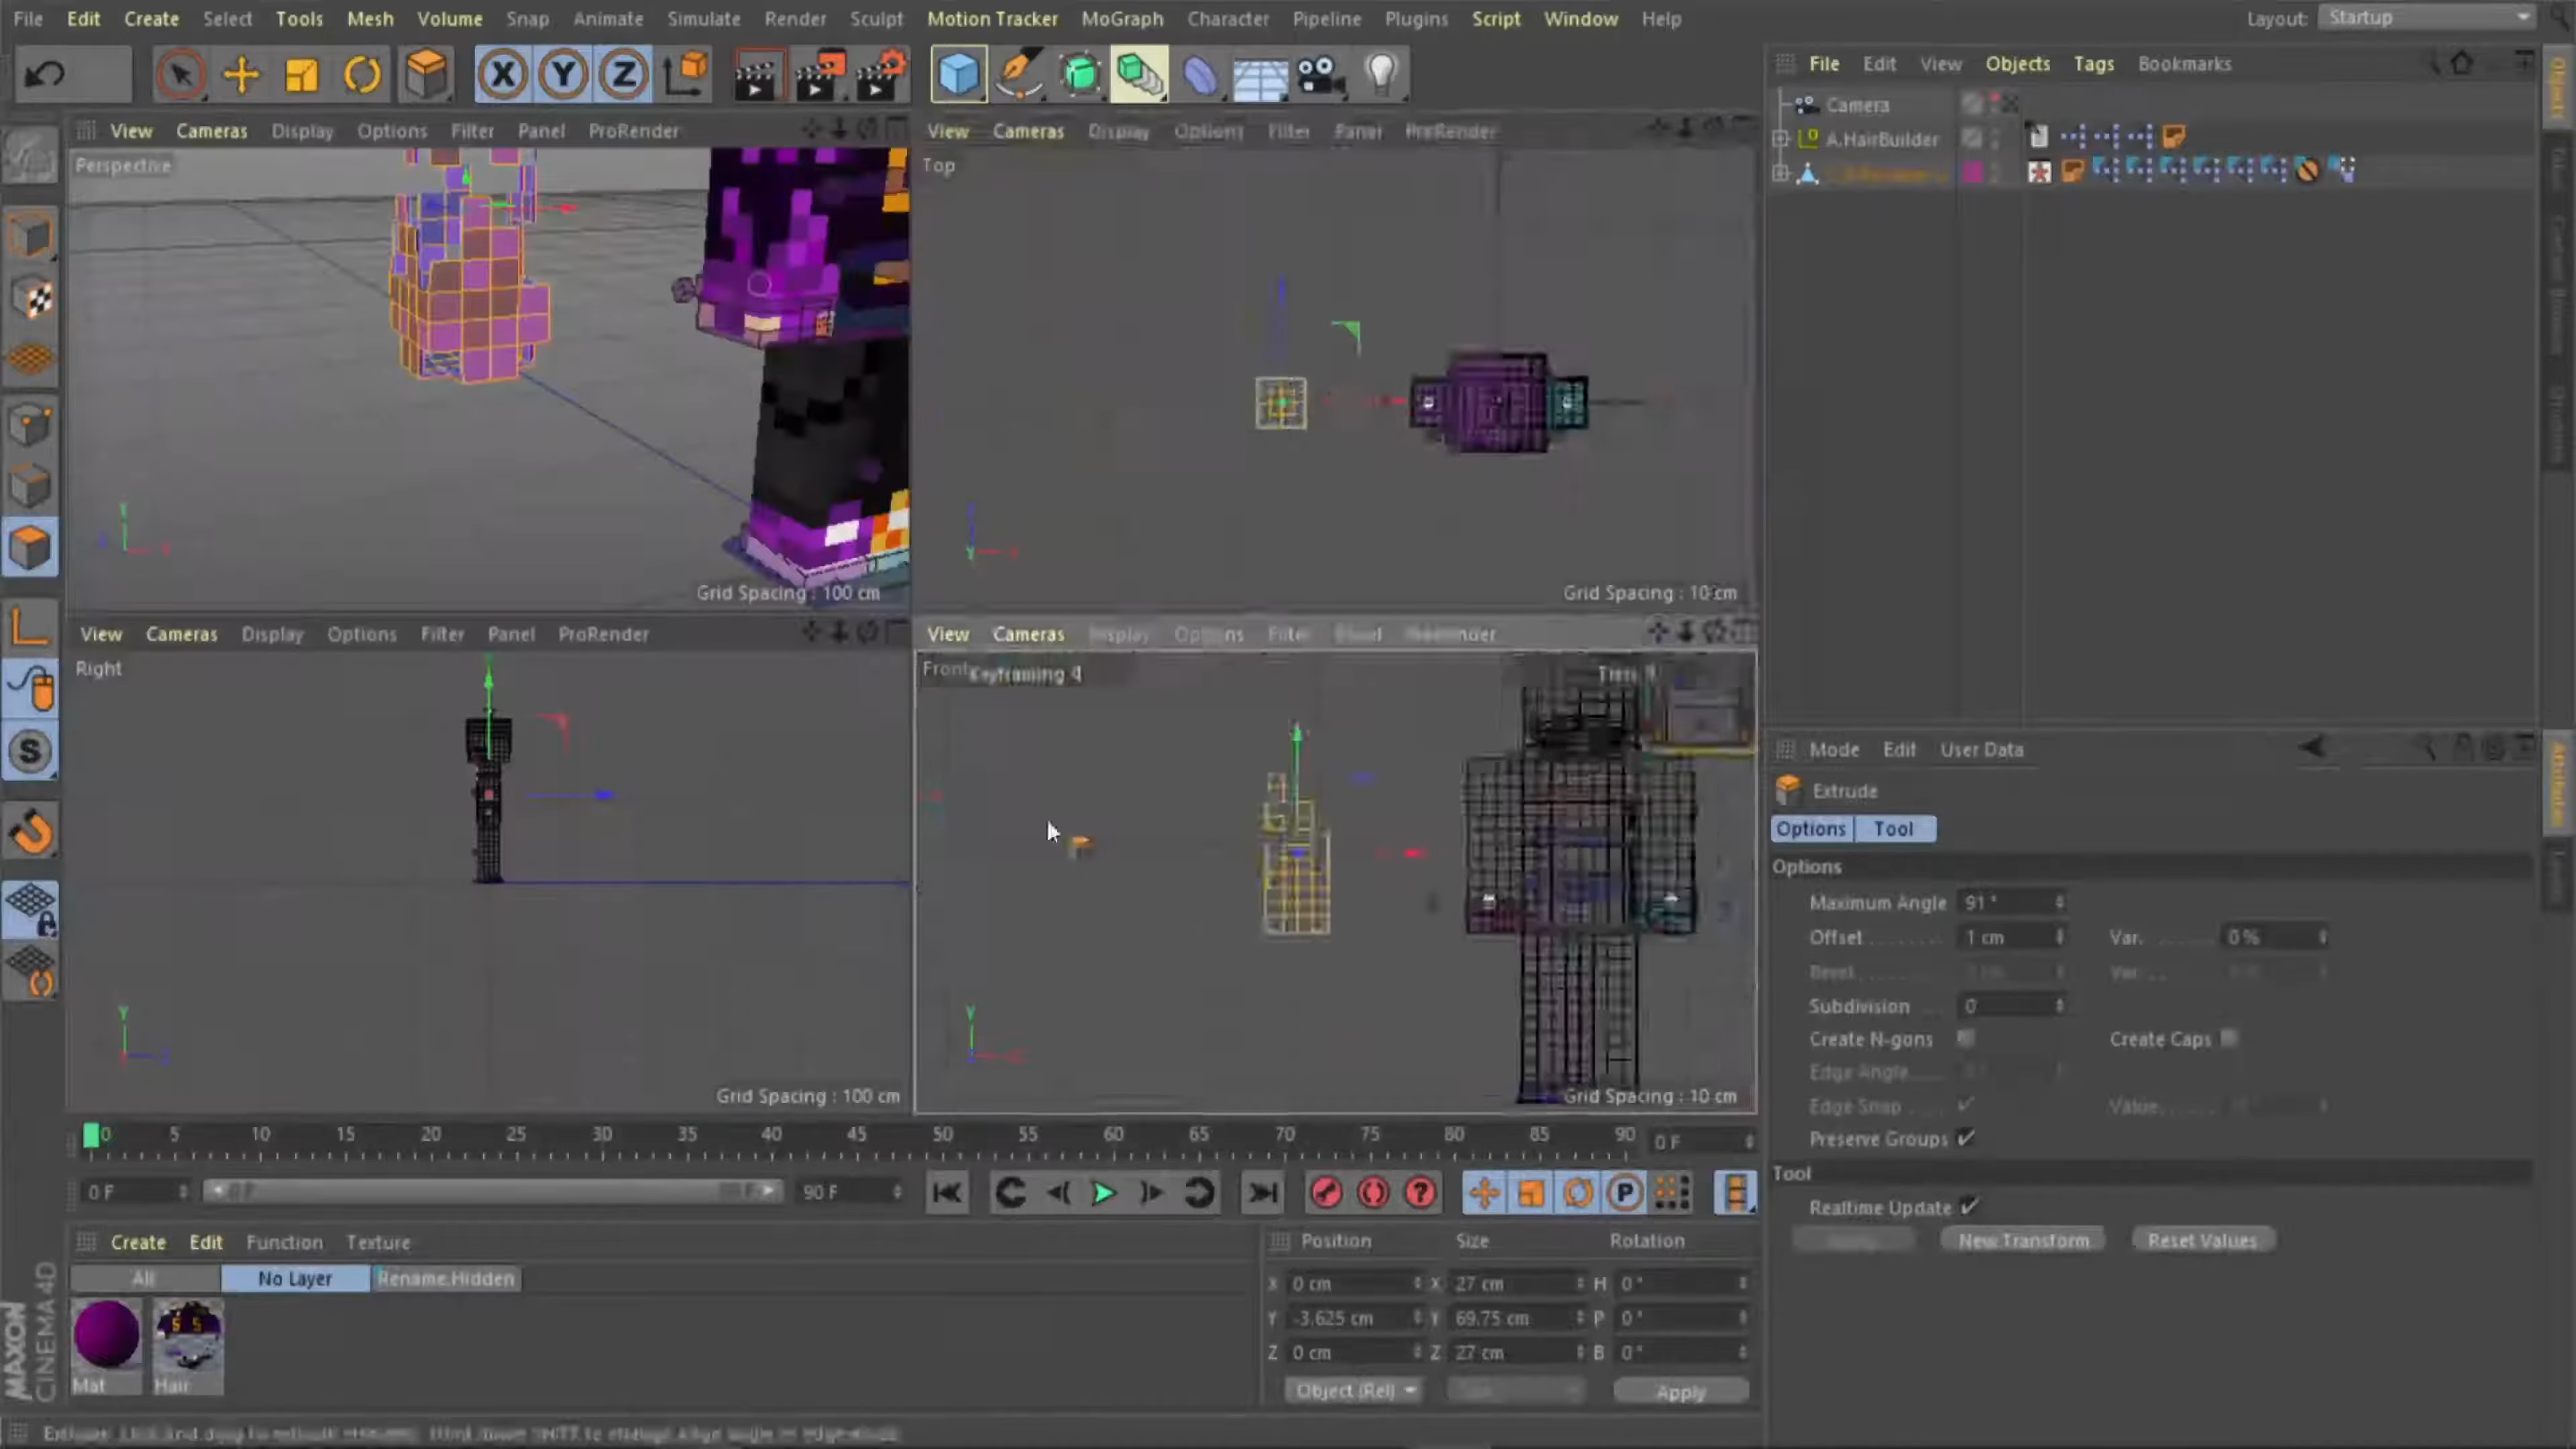 File Edit Create Select Tools Mesh Volume Snap Animate Simulate Render Sculpt Motion Tracker MoGraph Character Pipeline Plugins Script Window Help Layout: Startup
X Y Z
File Edit View Objects Tags Bookmarks
Camera
A.HairBuilder
View Cameras Display Options Filter Panel ProRender
Perspective
Grid Spacing : 100 cm
View Cameras Display Options Filter Panel ProRender
Top
Grid Spacing : 10 cm
View Cameras Display Options Filter Panel ProRender
Right
Grid Spacing : 100 cm
View Cameras Display Options
Front
Keyframing 4
Grid Spacing : 10 cm
Mode Edit User Data
Extrude
Options Tool
Options
Maximum Angle 91 °
Offset 1 cm Var. 0 %
Subdivision 0
Create N-gons Create Caps
Edge Angle
Edge Snap Value
Preserve Groups
Tool
Realtime Update
New Transform Reset Values
0 5 10 15 20 25 30 35 40 45 50 55 60 65 70 75 80 85 90 0 F
0 F 90 F
Create Edit Function Texture
All No Layer Rename.Hidden
Mat Hair
Position Size Rotation
X 0 cm X 27 cm H 0 °
Y -3.625 cm Y 69.75 cm P 0 °
Z 0 cm Z 27 cm B 0 °
Object (Rel) Apply
MAXON
CINEMA 4D
Objects
Attributes